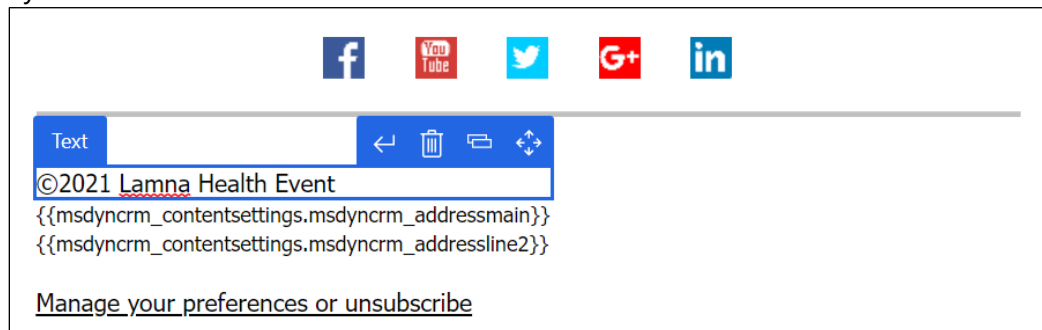 f You Tube G+ in
Text
©2021 Lamna Health Event
{{msdyncrm_contentsettings.msdyncrm_addressmain}}
{{msdyncrm_contentsettings.msdyncrm_addressline2}}
Manage your preferences or unsubscribe